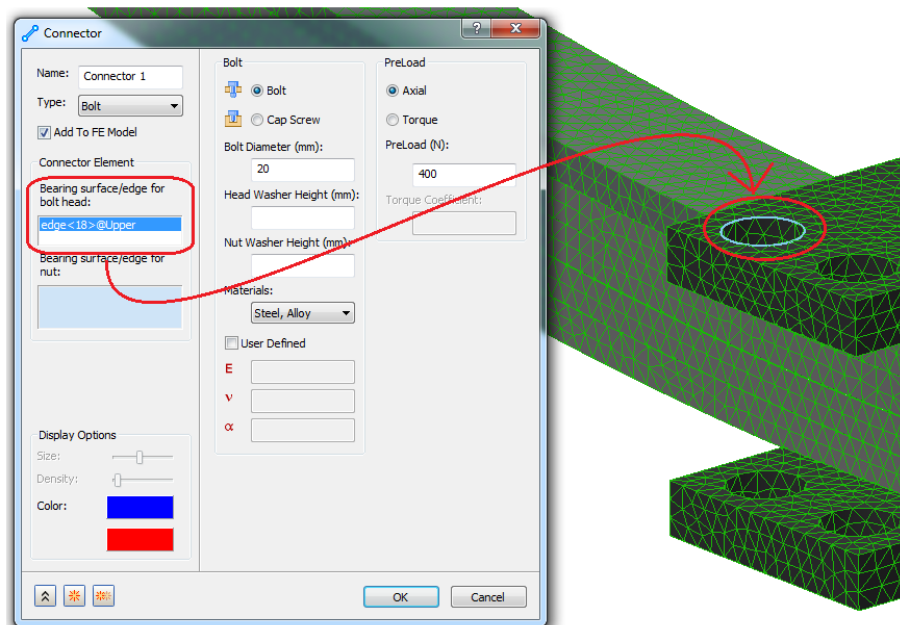 Connector
?
Name: Connector 1
Type: Bolt
Add To FE Model
Connector Element
Bearing surface/edge for
bolt head:
edge<18>@Upper
Bearing surface/edge for
nut:
Display Options
Size:
Density:
Color:
Bolt
Bolt
Cap Screw
Bolt Diameter (mm):
20
Head Washer Height (mm):
Nut Washer Height (mm):
Materials:
Steel, Alloy
User Defined
E
ν
α
PreLoad
Axial
Torque
PreLoad (N):
400
Torque Coefficient:
OK
Cancel